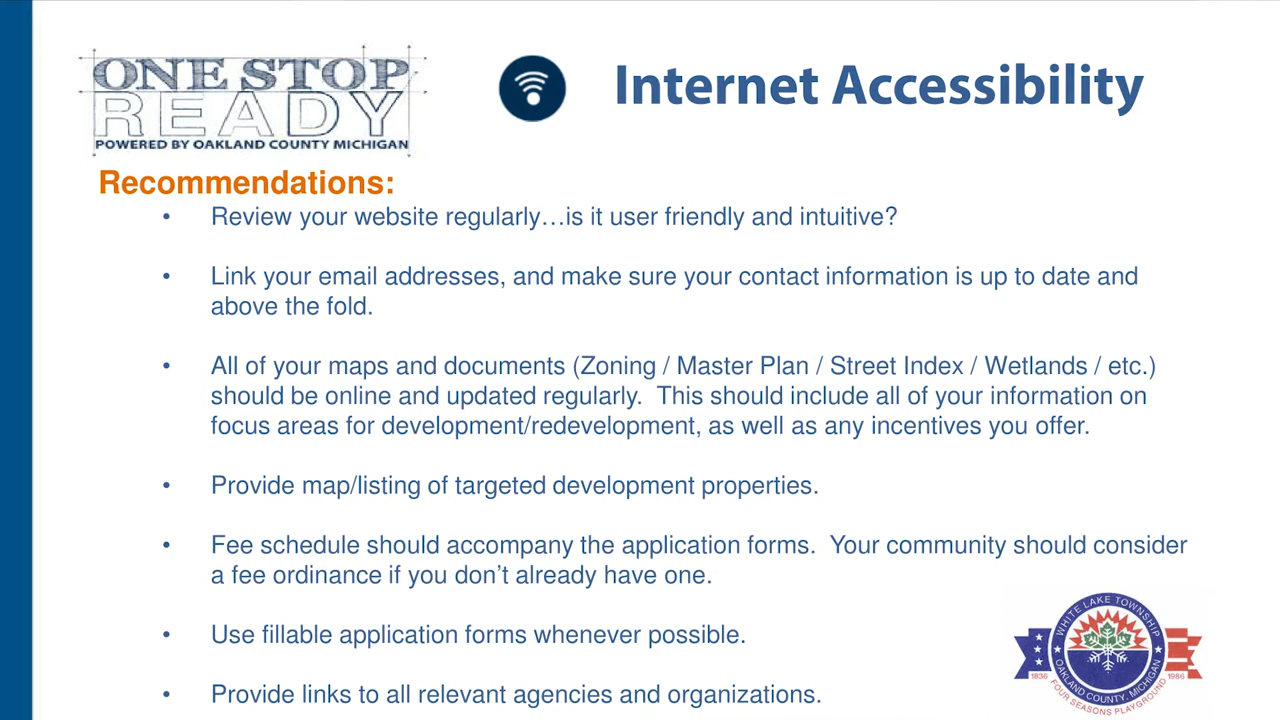 ONE STOP
READY
POWERED BY OAKLAND COUNTY MICHIGAN
Internet Accessibility
Recommendations:
• Review your website regularly…is it user friendly and intuitive?
• Link your email addresses, and make sure your contact information is up to date and
above the fold.
• All of your maps and documents (Zoning / Master Plan / Street Index / Wetlands / etc.)
should be online and updated regularly.  This should include all of your information on
focus areas for development/redevelopment, as well as any incentives you offer.
• Provide map/listing of targeted development properties.
• Fee schedule should accompany the application forms.  Your community should consider
a fee ordinance if you don’t already have one.
• Use fillable application forms whenever possible.
• Provide links to all relevant agencies and organizations.
WHITE LAKE TOWNSHIP
OAKLAND COUNTY, MICHIGAN
1836
1986
FOUR SEASONS PLAYGROUND